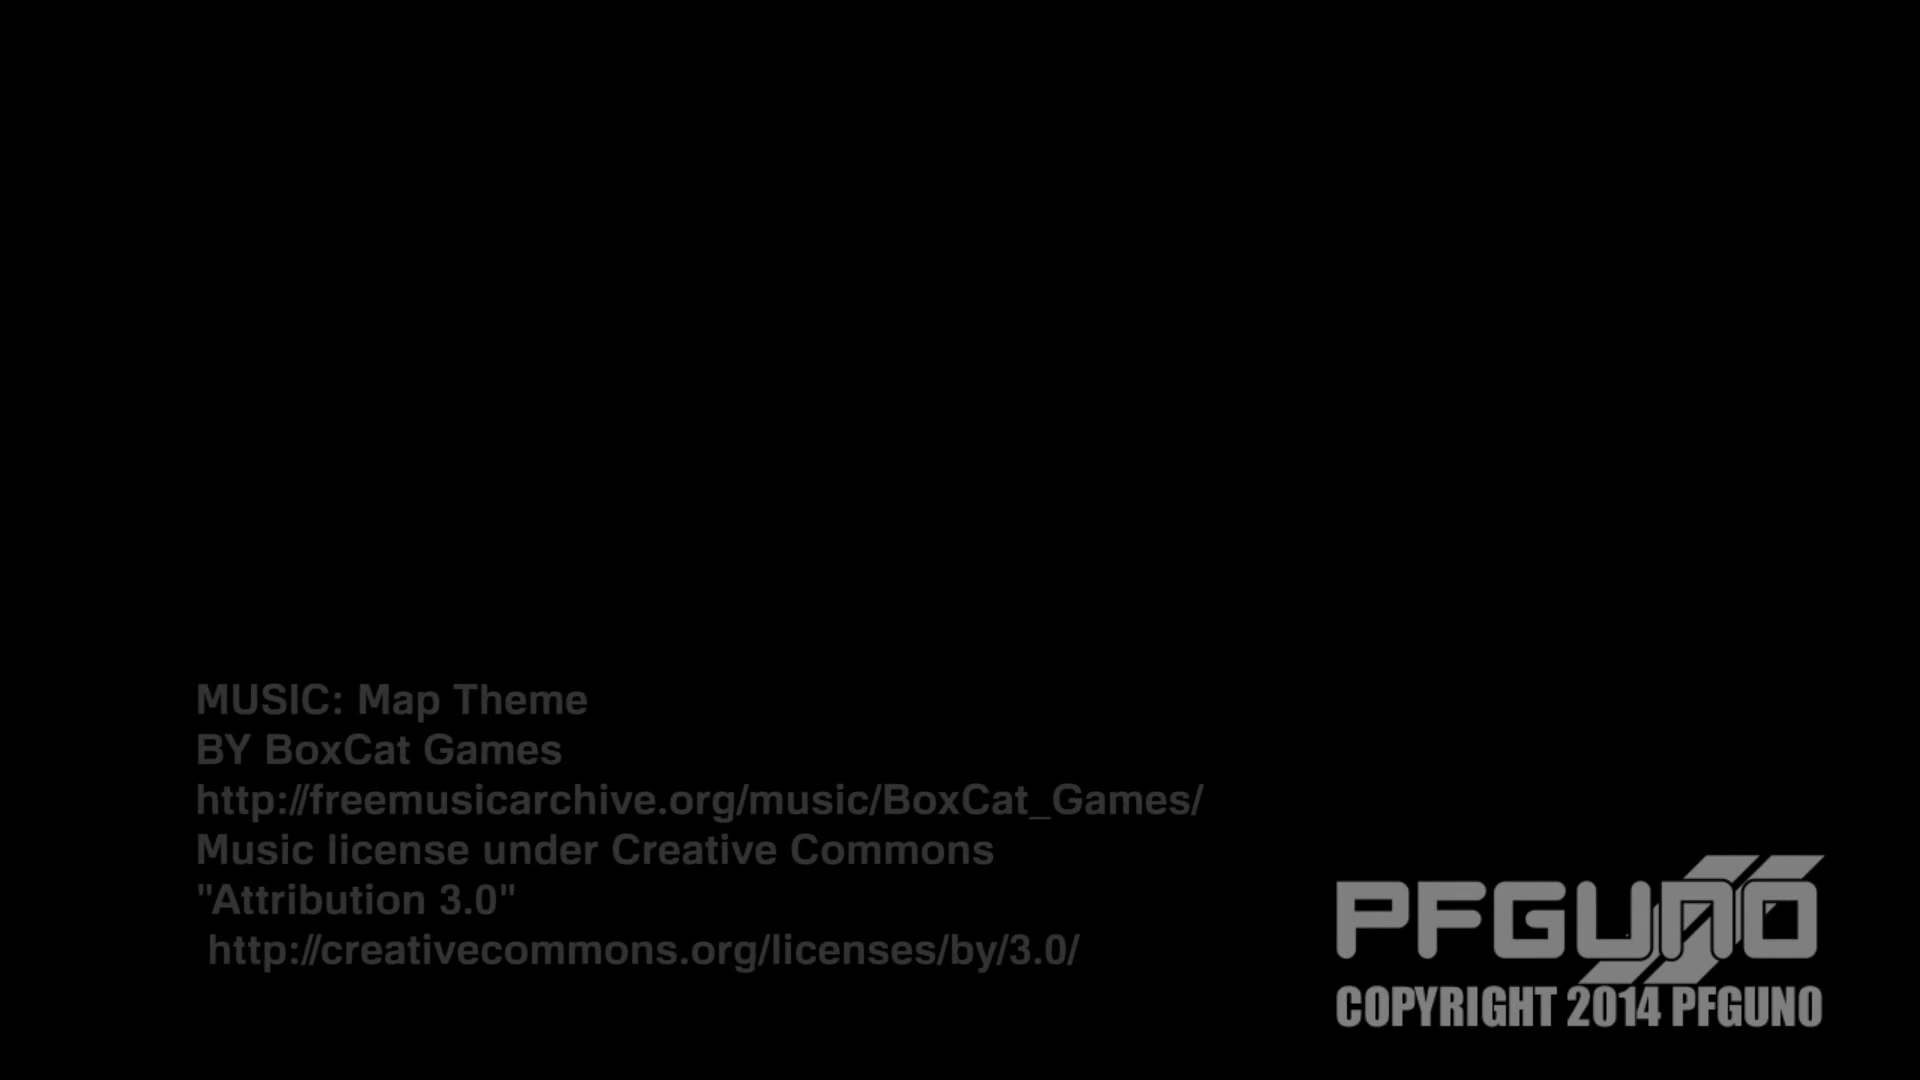 MUSIC: Map Theme
BY BoxCat Games
http://freemusicarchive.org/music/BoxCat_Games/
Music license under Creative Commons
"Attribution 3.0"
http://creativecommons.org/licenses/by/3.0/
PFGUNO
COPYRIGHT 2014 PFGUNO